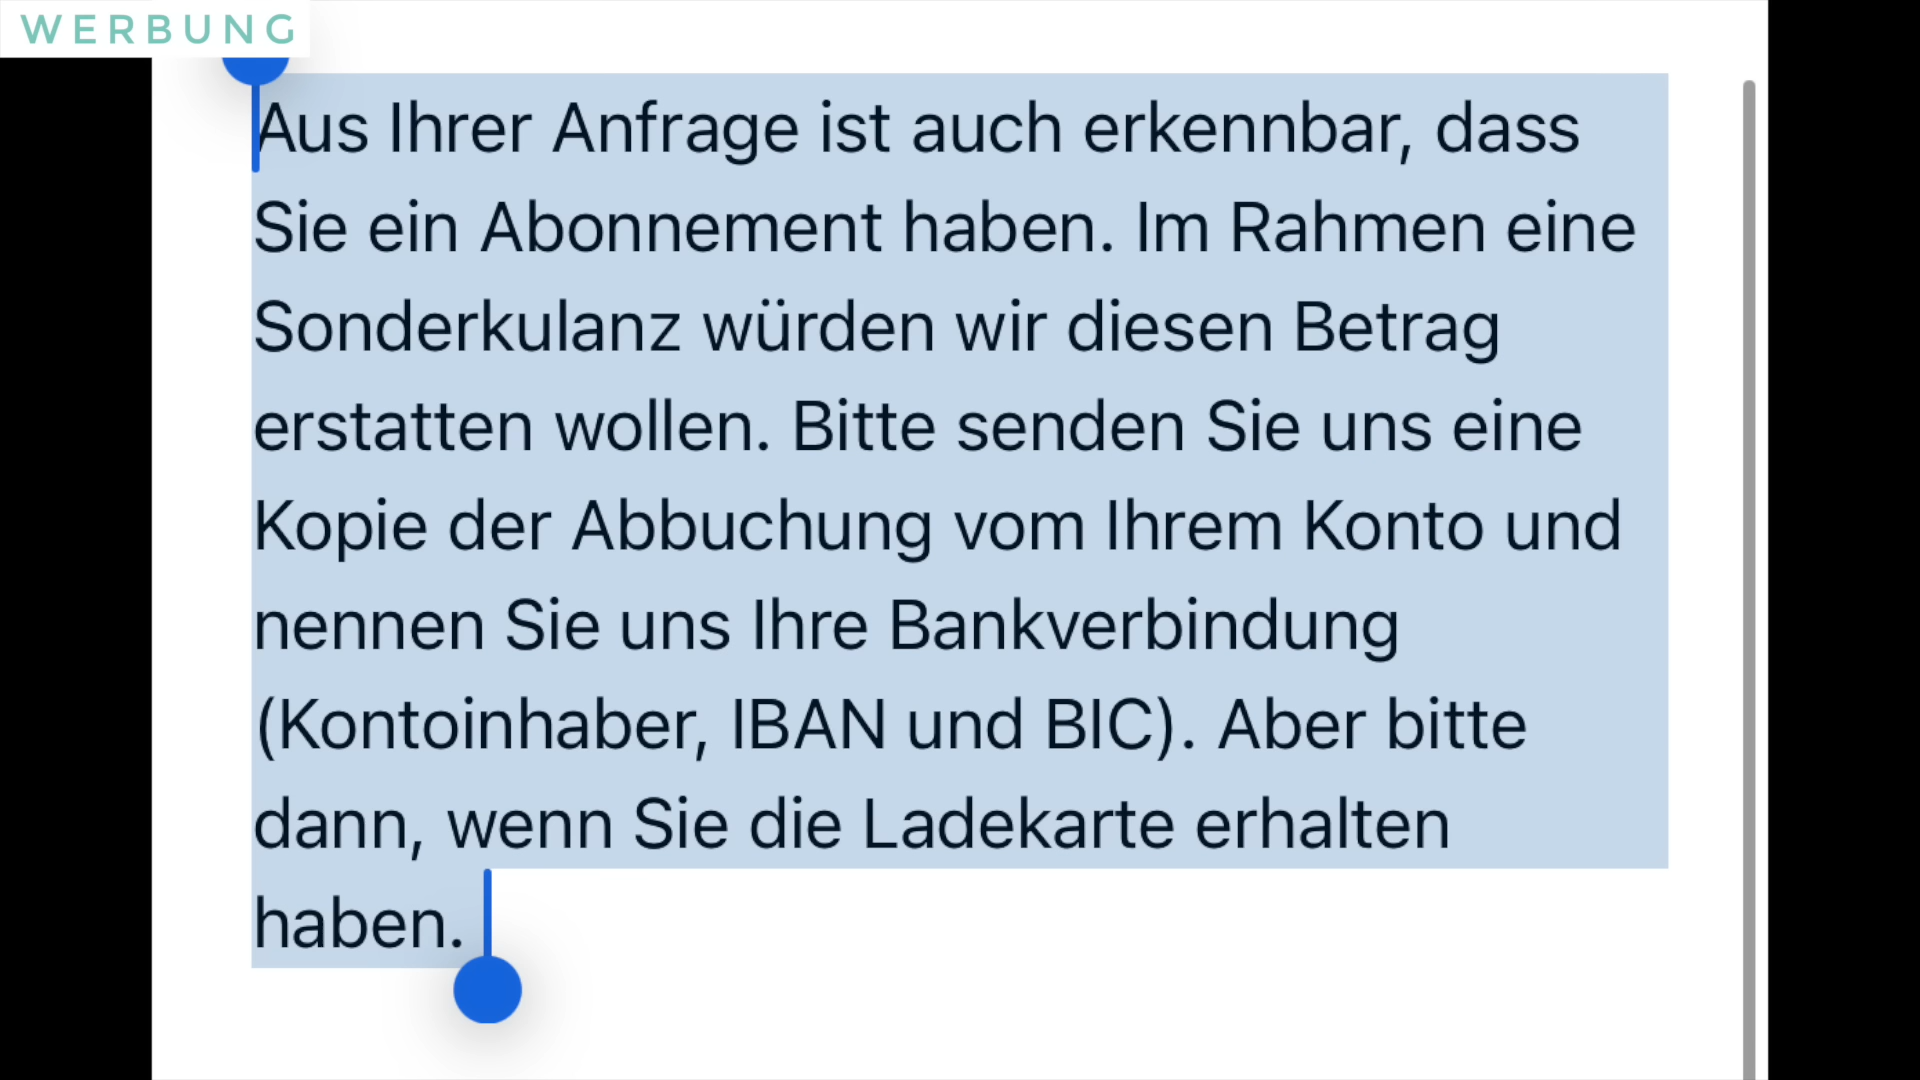 WERBUNG
Aus Ihrer Anfrage ist auch erkennbar, dass
Sie ein Abonnement haben. Im Rahmen eine
Sonderkulanz würden wir diesen Betrag
erstatten wollen. Bitte senden Sie uns eine
Kopie der Abbuchung vom Ihrem Konto und
nennen Sie uns Ihre Bankverbindung
(Kontoinhaber, IBAN und BIC). Aber bitte
dann, wenn Sie die Ladekarte erhalten
haben.